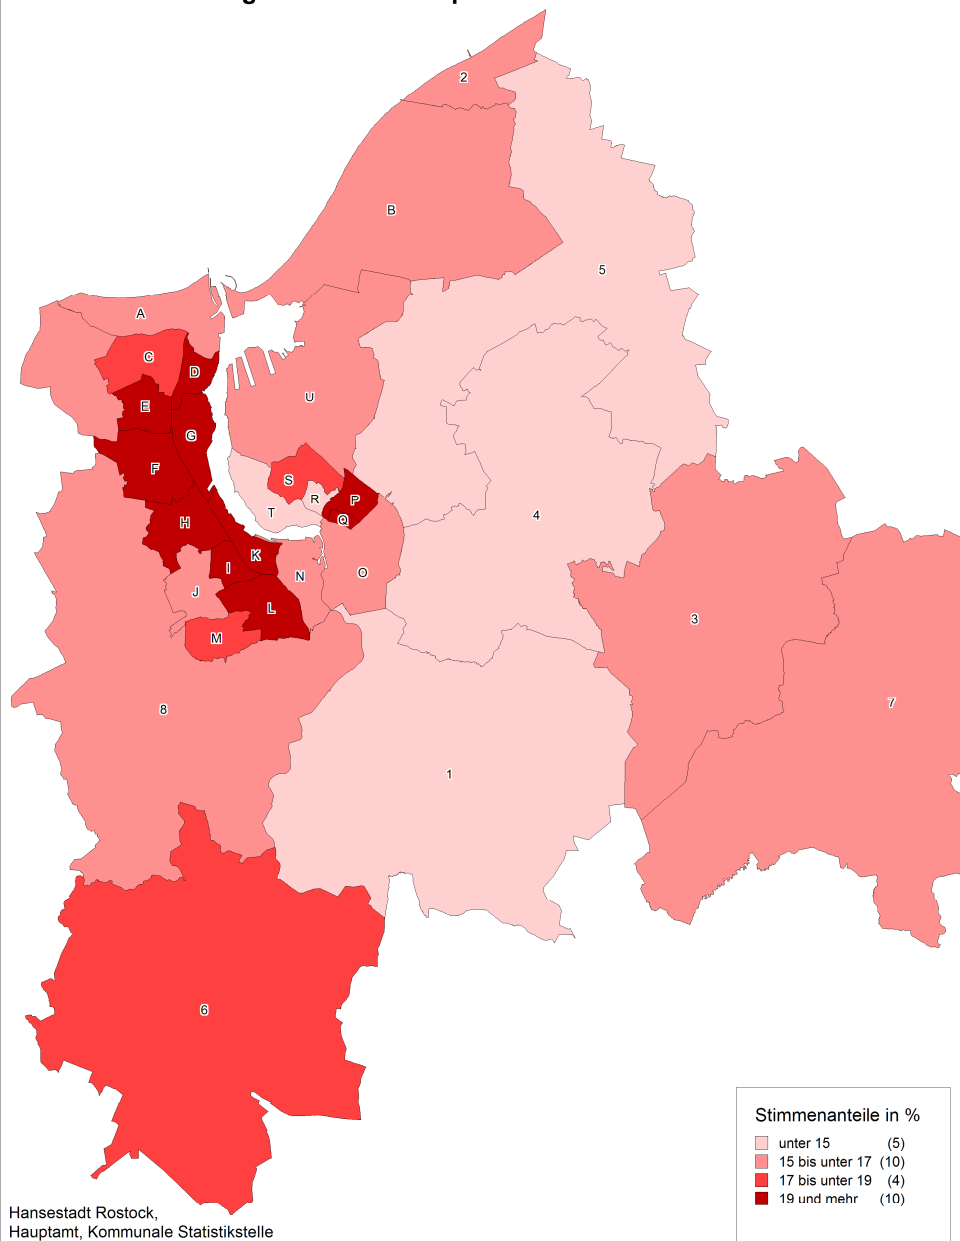 2
B
5
A
C
D
E
U
G
F
S
R
P
T
Q
4
H
K
I
N
O
J
L
3
M
7
8
1
6
Stimmenanteile in %
unter 15 (5)
15 bis unter 17 (10)
17 bis unter 19 (4)
19 und mehr (10)
Hansestadt Rostock,
Hauptamt, Kommunale Statistikstelle